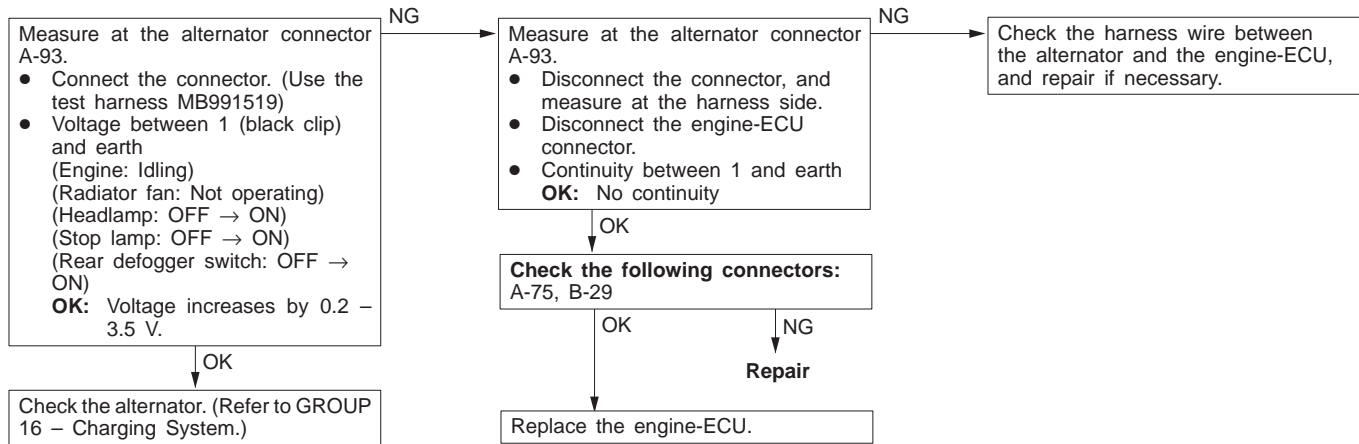 Measure at the alternator connector
A-93.
● Connect the connector. (Use the
test harness MB991519)
● Voltage between 1 (black clip)
and earth
(Engine: Idling)
(Radiator fan: Not operating)
(Headlamp: OFF → ON)
(Stop lamp: OFF → ON)
(Rear defogger switch: OFF →
ON)
OK: Voltage increases by 0.2 –
3.5 V.
OK
Check the alternator. (Refer to GROUP
16 – Charging System.)
NG
Measure at the alternator connector
A-93.
● Disconnect the connector, and
measure at the harness side.
● Disconnect the engine-ECU
connector.
● Continuity between 1 and earth
OK: No continuity
OK
Check the following connectors:
A-75, B-29
OK
NG
Repair
Replace the engine-ECU.
NG
Check the harness wire between
the alternator and the engine-ECU,
and repair if necessary.